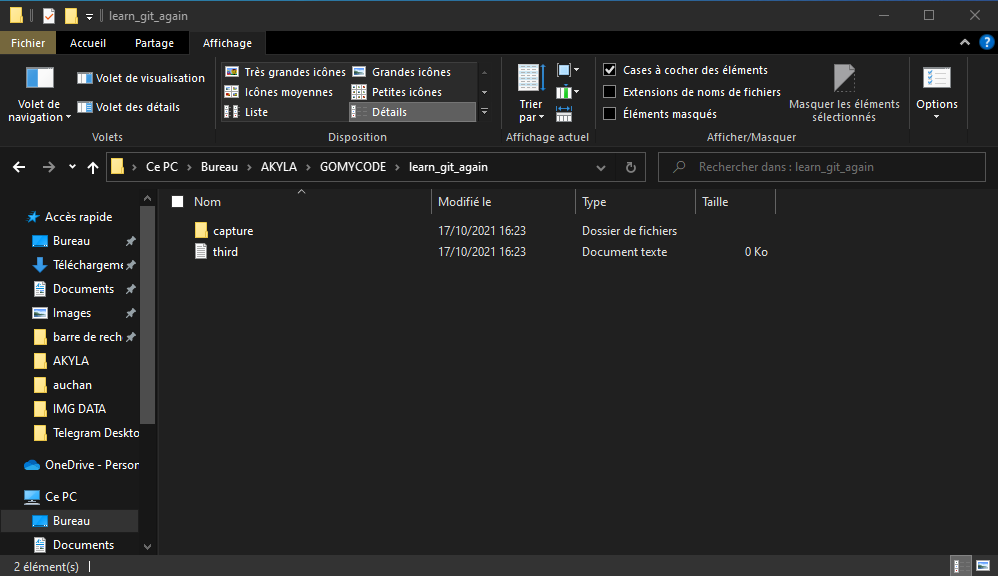 learn_git_again
Fichier Accueil Partage Affichage
Volet de navigation
Volet de visualisation
Volet des détails
Volets
Très grandes icônes Grandes icônes
Icônes moyennes Petites icônes
Liste Détails
Disposition
Trier par
Affichage actuel
Cases à cocher des éléments
Extensions de noms de fichiers
Éléments masqués
Masquer les éléments
sélectionnés
Afficher/Masquer
Options
Ce PC Bureau AKYLA GOMYCODE learn_git_again
Rechercher dans : learn_git_again
Accès rapide
Bureau
Téléchargeme
Documents
Images
barre de rech
AKYLA
auchan
IMG DATA
Telegram Deskto
OneDrive - Person
Ce PC
Bureau
Documents
Nom Modifié le Type Taille
capture 17/10/2021 16:23 Dossier de fichiers
third 17/10/2021 16:23 Document texte 0 Ko
2 élément(s)